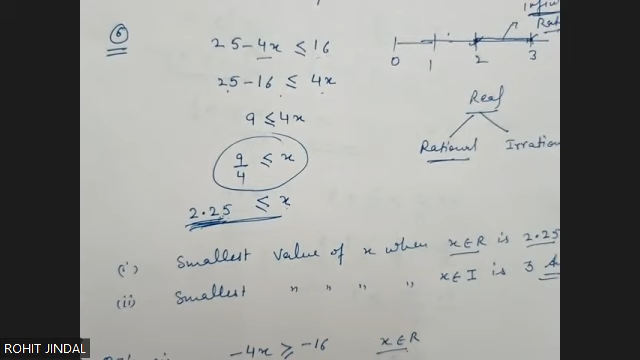 ⑥
25-4x ≤ 16
25-16 ≤ 4x
9 ≤ 4x
9/4 ≤ x
2.25 ≤ x
0 1 2 3
Real
Rational
(i) Smallest value of x when x∈R is 2.25
(ii) Smallest " " " " x∈I is 3
-4x ≥ -16 x∈R
ROHIT JINDAL